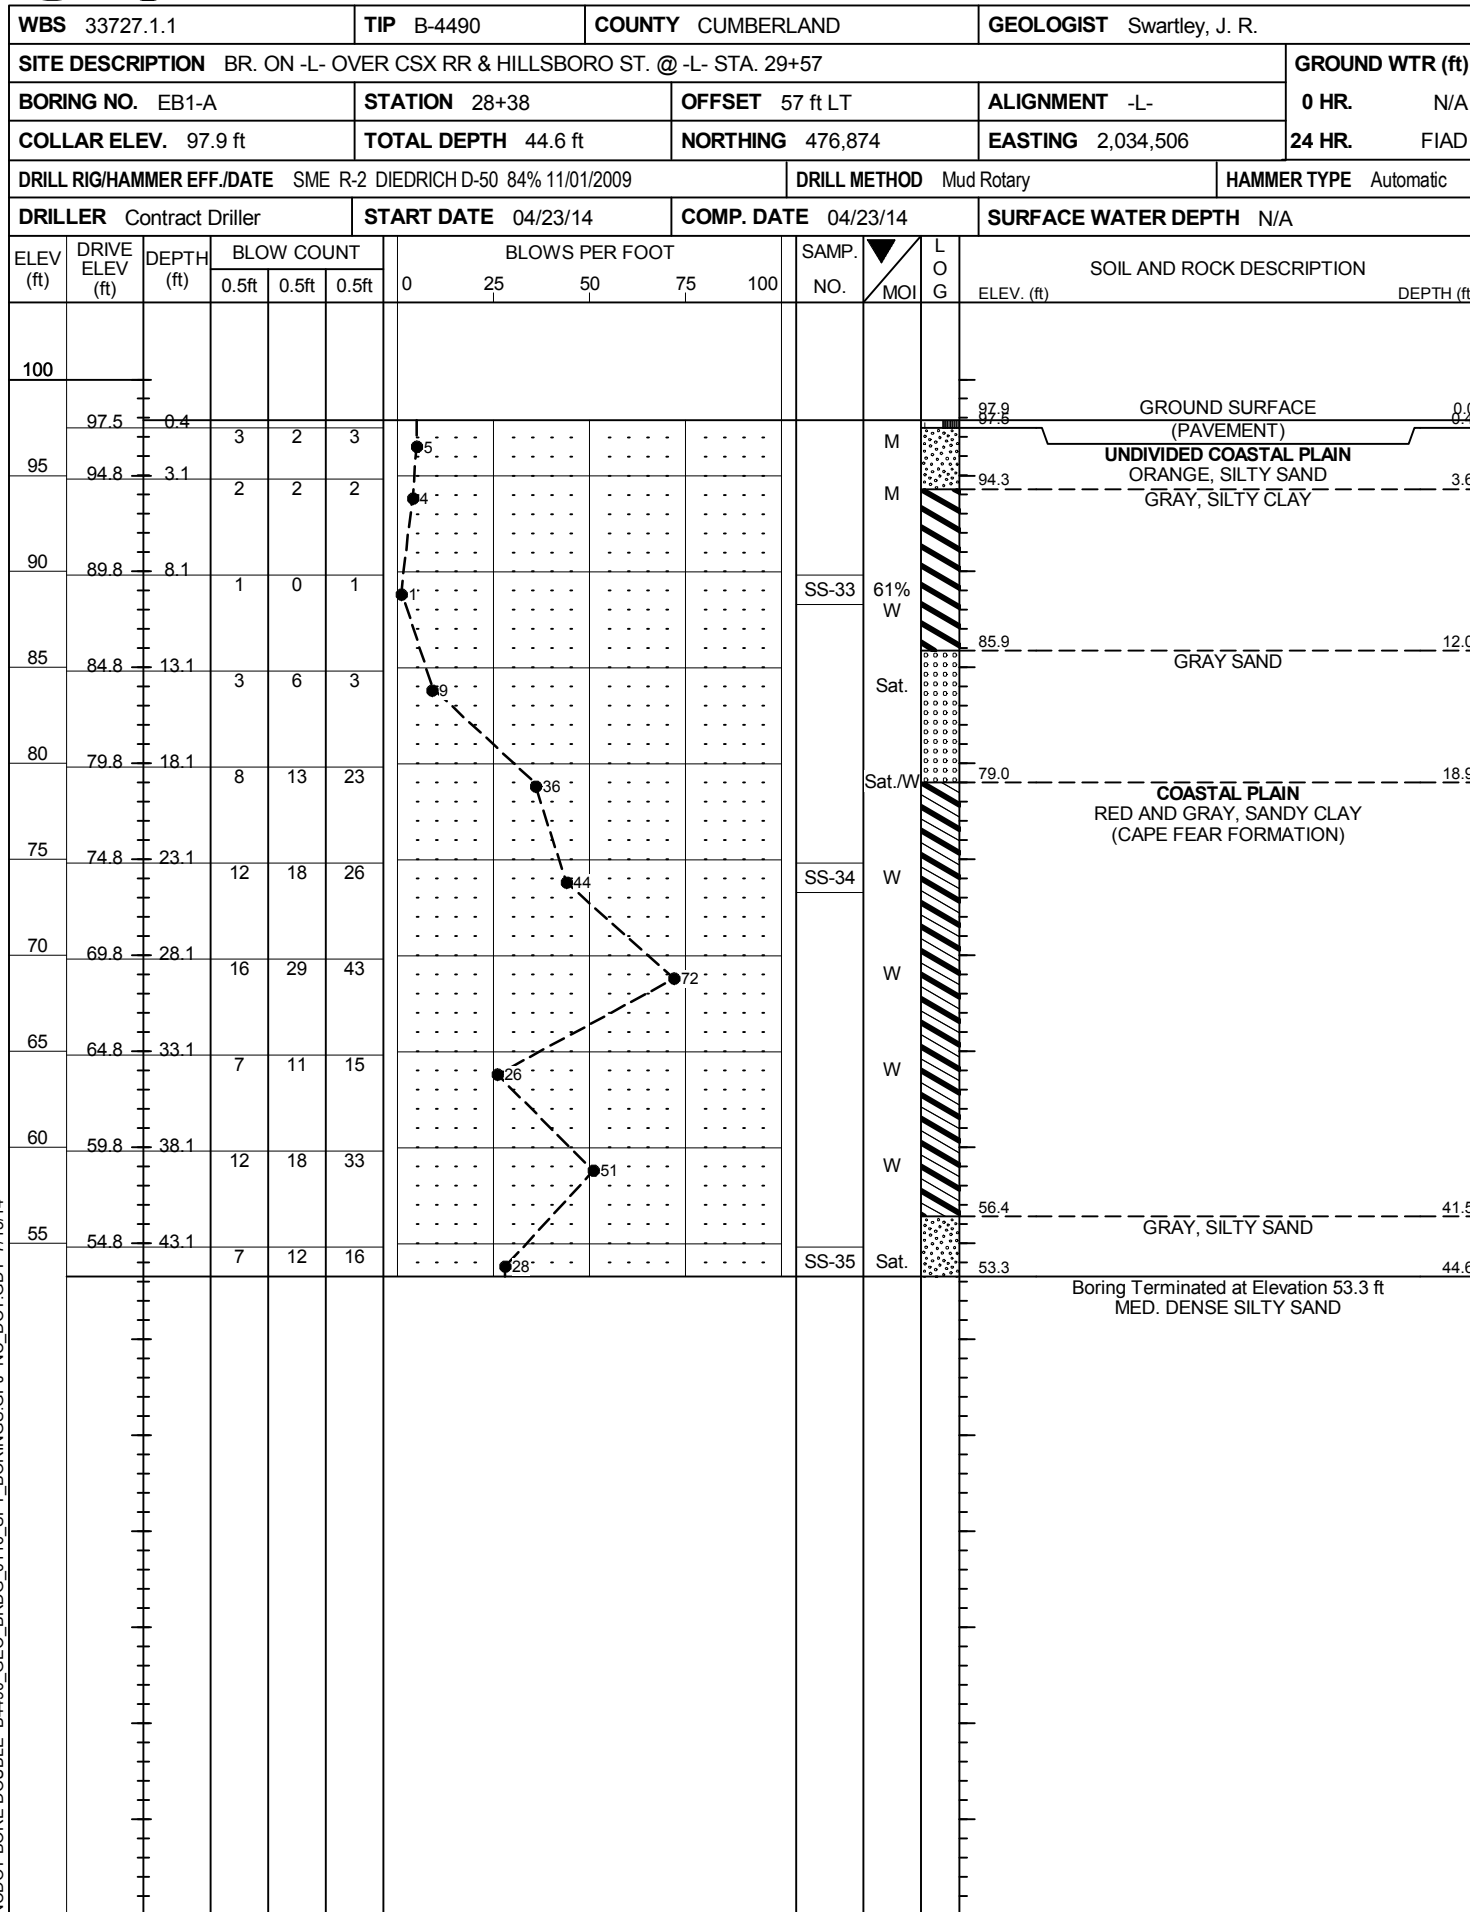 WBS 33727.1.1 TIP B-4490 COUNTY CUMBERLAND GEOLOGIST Swartley, J. R.
SITE DESCRIPTION BR. ON -L- OVER CSX RR & HILLSBORO ST. @ -L- STA. 29+57 GROUND WTR (ft)
BORING NO. EB1-A STATION 28+38 OFFSET 57 ft LT ALIGNMENT -L- 0 HR. N/A
COLLAR ELEV. 97.9 ft TOTAL DEPTH 44.6 ft NORTHING 476,874 EASTING 2,034,506 24 HR. FIAD
DRILL RIG/HAMMER EFF./DATE SME R-2 DIEDRICH D-50 84% 11/01/2009 DRILL METHOD Mud Rotary HAMMER TYPE Automatic
DRILLER Contract Driller START DATE 04/23/14 COMP. DATE 04/23/14 SURFACE WATER DEPTH N/A
ELEV (ft) DRIVE ELEV (ft) DEPTH (ft) BLOW COUNT BLOWS PER FOOT SAMP. NO. MOI LOG SOIL AND ROCK DESCRIPTION
0.5ft 0.5ft 0.5ft 0 25 50 75 100 ELEV. (ft) DEPTH (ft
100
97.9 GROUND SURFACE 0.0
97.5 0.4 97.5 (PAVEMENT) 0.4
3 2 3 5 M
UNDIVIDED COASTAL PLAIN
95 ORANGE, SILTY SAND
94.8 3.1 94.3 3.6
2 2 2 4 M GRAY, SILTY CLAY
90
89.8 8.1
1 0 1 1 SS-33 61% W
85.9 12.0
85 GRAY SAND
84.8 13.1
3 6 3 9 Sat.
80
79.8 18.1
8 13 23 36 Sat./W 79.0 18.9
COASTAL PLAIN
RED AND GRAY, SANDY CLAY
(CAPE FEAR FORMATION)
75
74.8 23.1
12 18 26 44 SS-34 W
70
69.8 28.1
16 29 43 72 W
65
64.8 33.1
7 11 15 26 W
60
59.8 38.1
12 18 33 51 W
56.4 41.5
55 GRAY, SILTY SAND
54.8 43.1
7 12 16 28 SS-35 Sat. 53.3 44.6
Boring Terminated at Elevation 53.3 ft
MED. DENSE SILTY SAND